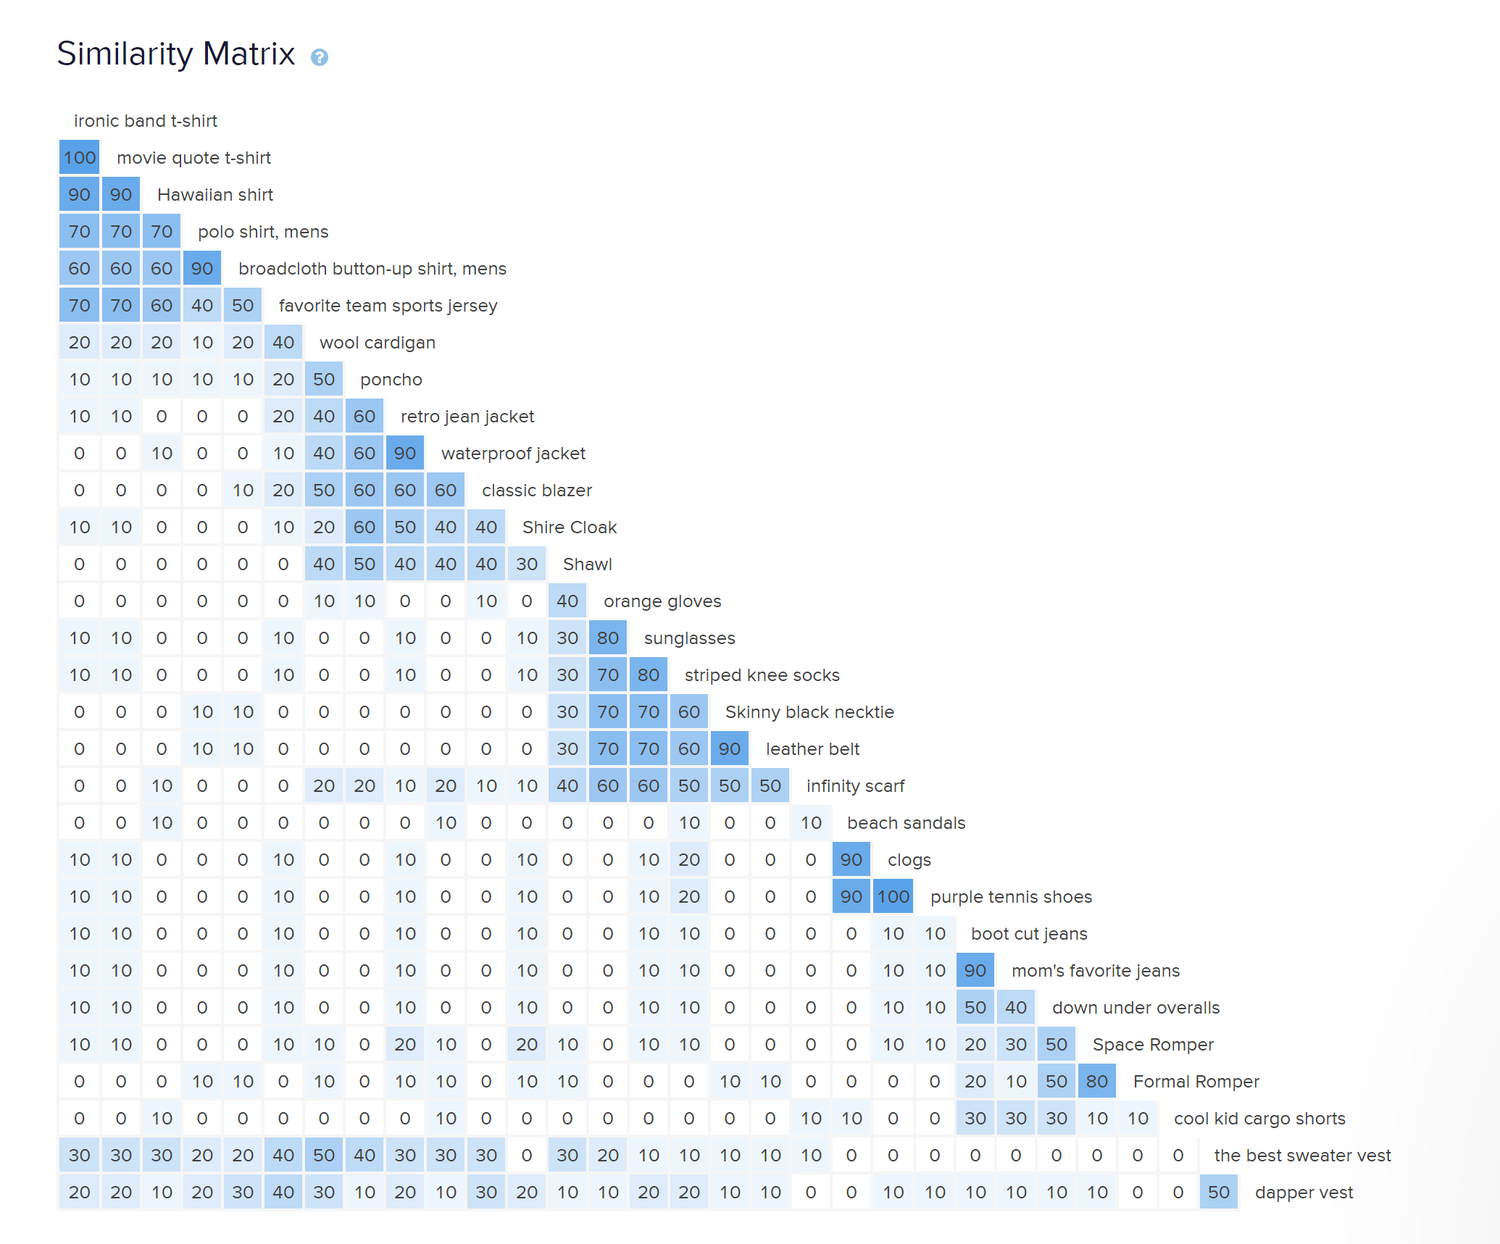 Similarity Matrix ?
ironic band t-shirt
100 movie quote t-shirt
90 90 Hawaiian shirt
70 70 70 polo shirt, mens
60 60 60 90 broadcloth button-up shirt, mens
70 70 60 40 50 favorite team sports jersey
20 20 20 10 20 40 wool cardigan
10 10 10 10 10 20 50 poncho
10 10 0 0 0 20 40 60 retro jean jacket
0 0 10 0 0 10 40 60 90 waterproof jacket
0 0 0 0 10 20 50 60 60 60 classic blazer
10 10 0 0 0 10 20 60 50 40 40 Shire Cloak
0 0 0 0 0 0 40 50 40 40 40 30 Shawl
0 0 0 0 0 0 10 10 0 0 10 0 40 orange gloves
10 10 0 0 0 10 0 0 10 0 0 10 30 80 sunglasses
10 10 0 0 0 10 0 0 10 0 0 10 30 70 80 striped knee socks
0 0 0 10 10 0 0 0 0 0 0 0 30 70 70 60 Skinny black necktie
0 0 0 10 10 0 0 0 0 0 0 0 30 70 70 60 90 leather belt
0 0 10 0 0 0 20 20 10 20 10 10 40 60 60 50 50 50 infinity scarf
0 0 10 0 0 0 0 0 0 10 0 0 0 0 0 10 0 0 10 beach sandals
10 10 0 0 0 10 0 0 10 0 0 10 0 0 10 20 0 0 0 90 clogs
10 10 0 0 0 10 0 0 10 0 0 10 0 0 10 20 0 0 0 90 100 purple tennis shoes
10 10 0 0 0 10 0 0 10 0 0 10 0 0 10 10 0 0 0 0 10 10 boot cut jeans
10 10 0 0 0 10 0 0 10 0 0 10 0 0 10 10 0 0 0 0 10 10 90 mom's favorite jeans
10 10 0 0 0 10 0 0 10 0 0 10 0 0 10 10 0 0 0 0 10 10 50 40 down under overalls
10 10 0 0 0 10 10 0 20 10 0 20 10 0 10 10 0 0 0 0 10 10 20 30 50 Space Romper
0 0 0 10 10 0 10 0 10 10 0 10 10 0 0 0 10 10 0 0 0 0 20 10 50 80 Formal Romper
0 0 10 0 0 0 0 0 0 10 0 0 0 0 0 0 0 0 10 10 0 0 30 30 30 10 10 cool kid cargo shorts
30 30 30 20 20 40 50 40 30 30 30 0 30 20 10 10 10 10 10 0 0 0 0 0 0 0 0 0 the best sweater vest
20 20 10 20 30 40 30 10 20 10 30 20 10 10 20 20 10 10 0 0 10 10 10 10 10 10 0 0 50 dapper vest